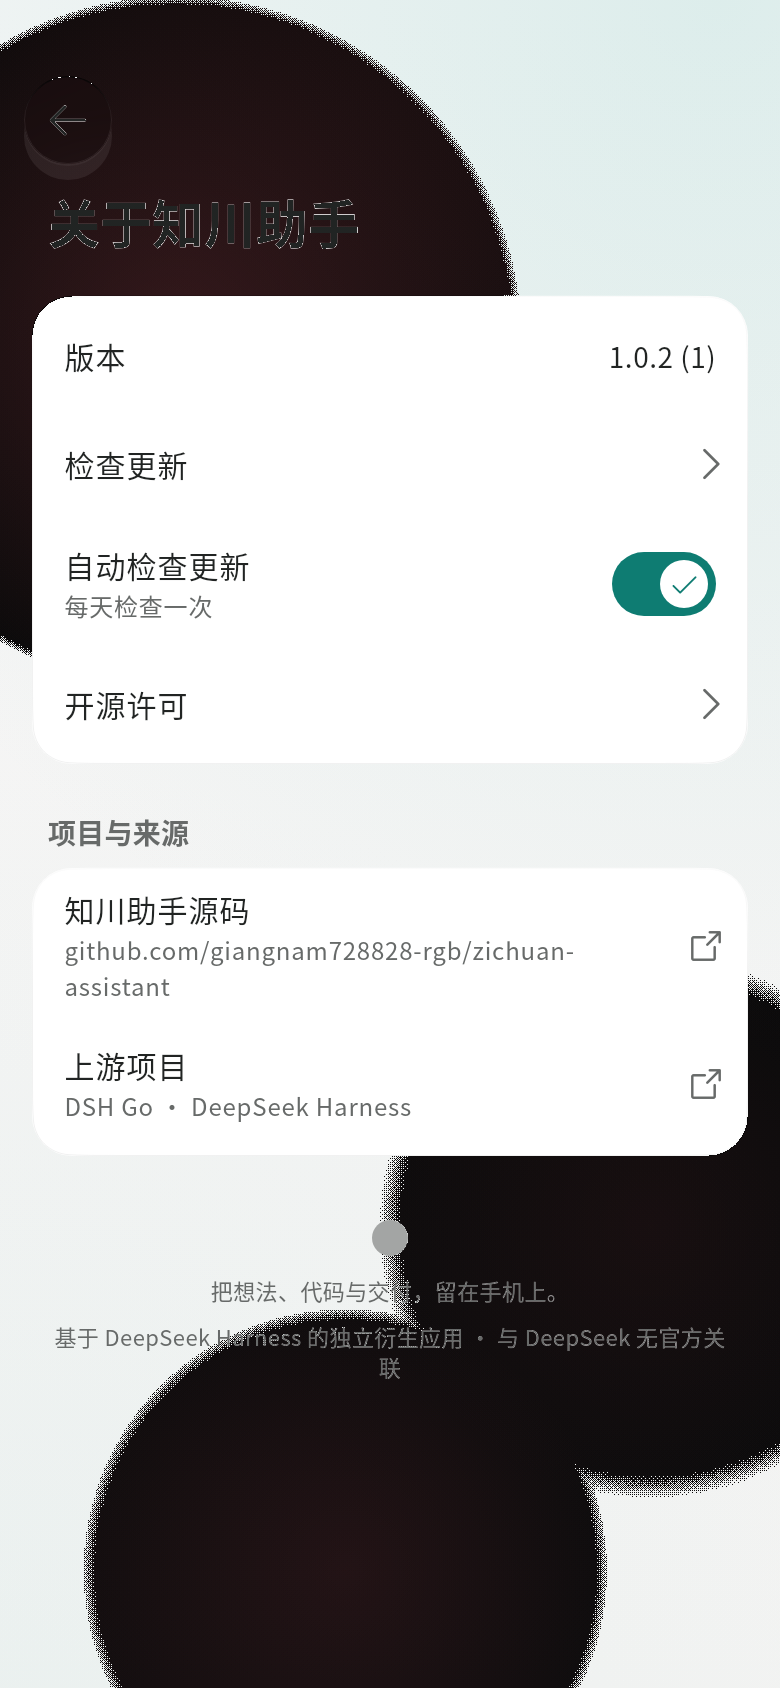 关于知川助手
版本
1.0.2 (1)
检查更新
自动检查更新
每天检查一次
开源许可
项目与来源
知川助手源码
github.com/giangnam728828-rgb/zichuan-
assistant
上游项目
DSH Go · DeepSeek Harness
把想法、代码与交付，留在手机上。
基于 DeepSeek Harness 的独立衍生应用 · 与 DeepSeek 无官方关
联